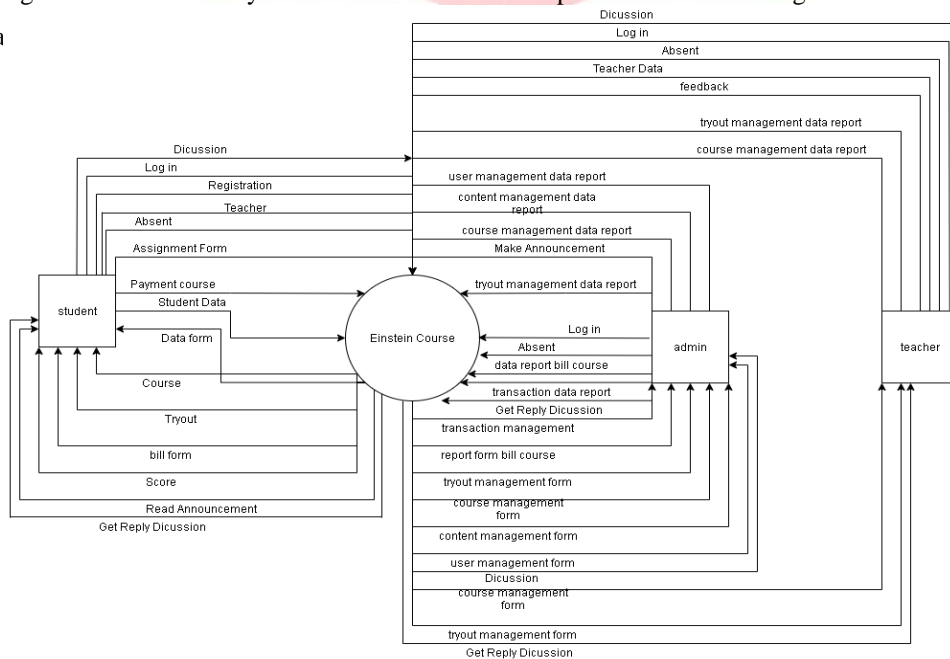 a
Dicussion
Log in
Absent
Teacher Data
feedback
tryout management data report
Dicussion
course management data report
Log in
user management data report
Registration
content management data
report
Teacher
Absent
course management data report
Assignment Form
Make Announcement
Payment course
tryout management data report
Student Data
student
Einstein Course
Log in
Data form
Absent
admin
teacher
data report bill course
Course
transaction data report
Get Reply Dicussion
Tryout
transaction management
bill form
report form bill course
Score
tryout management form
Read Announcement
course management
form
Get Reply Dicussion
content management form
user management form
Dicussion
course management
form
tryout management form
Get Reply Dicussion